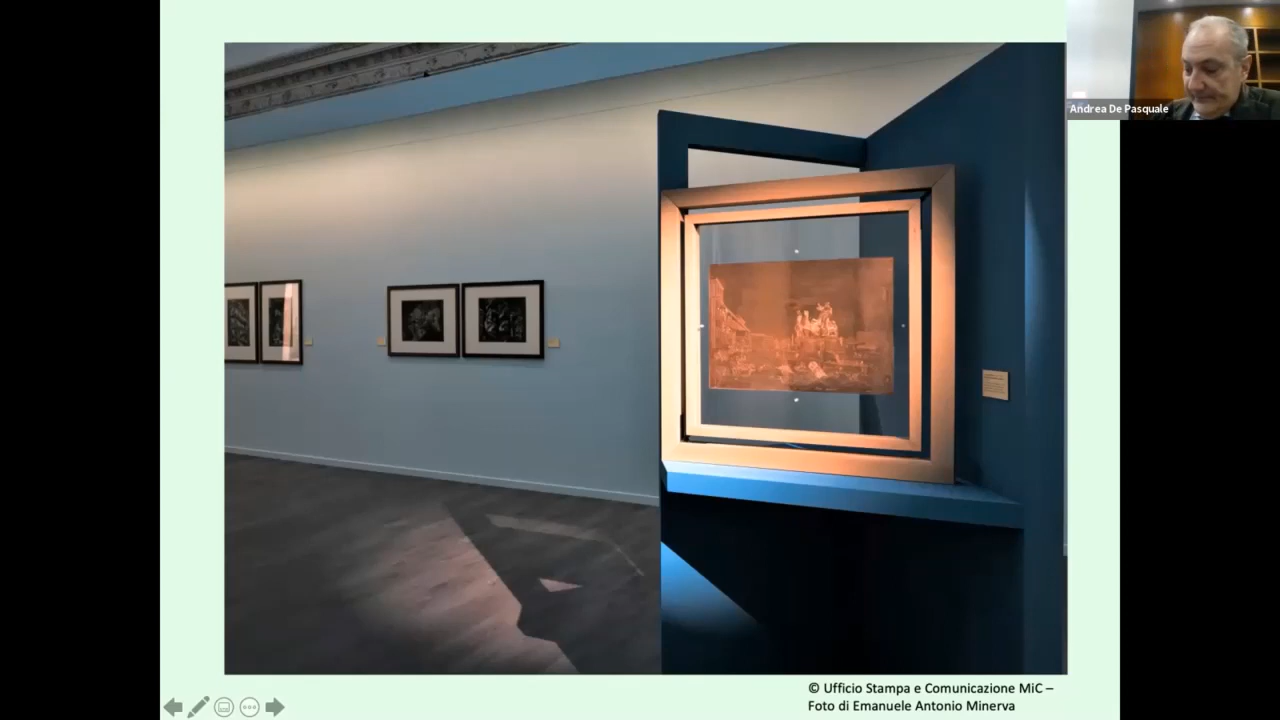 Andrea De Pasquale
© Ufficio Stampa e Comunicazione MiC –
Foto di Emanuele Antonio Minerva